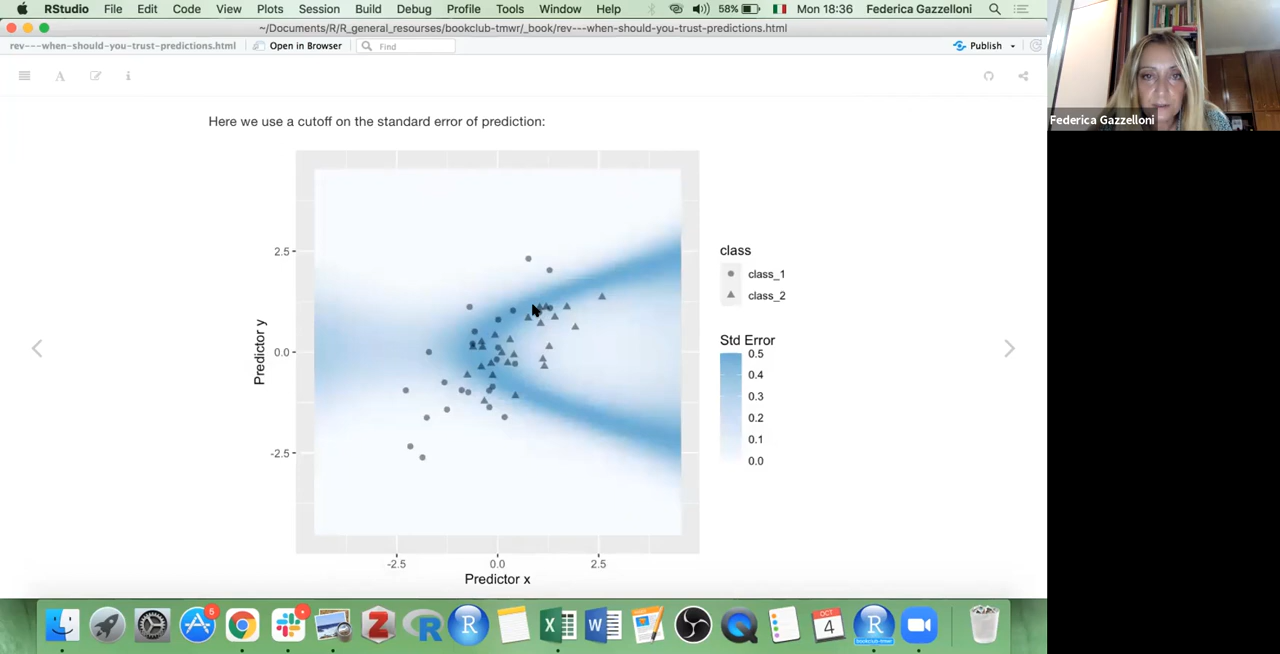 RStudio File Edit Code View Plots Session Build Debug Profile Tools Window Help 58% Mon 18:36 Federica Gazzelloni
~/Documents/R/R_general_resourses/bookclub-tmwr/_book/rev---when-should-you-trust-predictions.html
rev---when-should-you-trust-predictions.html Open in Browser Find Publish
A i
Federica Gazzelloni
Here we use a cutoff on the standard error of prediction:
2.5
0.0
-2.5
Predictor y
-2.5 0.0 2.5
Predictor x
class
class_1
class_2
Std Error
0.5
0.4
0.3
0.2
0.1
0.0
5
Z R R X W
OCT
4
R
bookclub-tmwr